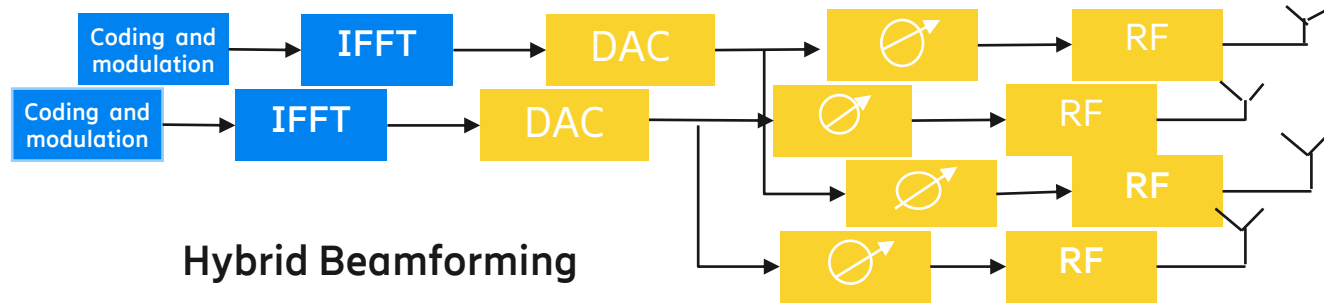 Coding and
modulation
IFFT
DAC
RF
Coding and
modulation
IFFT
DAC
RF
RF
RF
Hybrid Beamforming